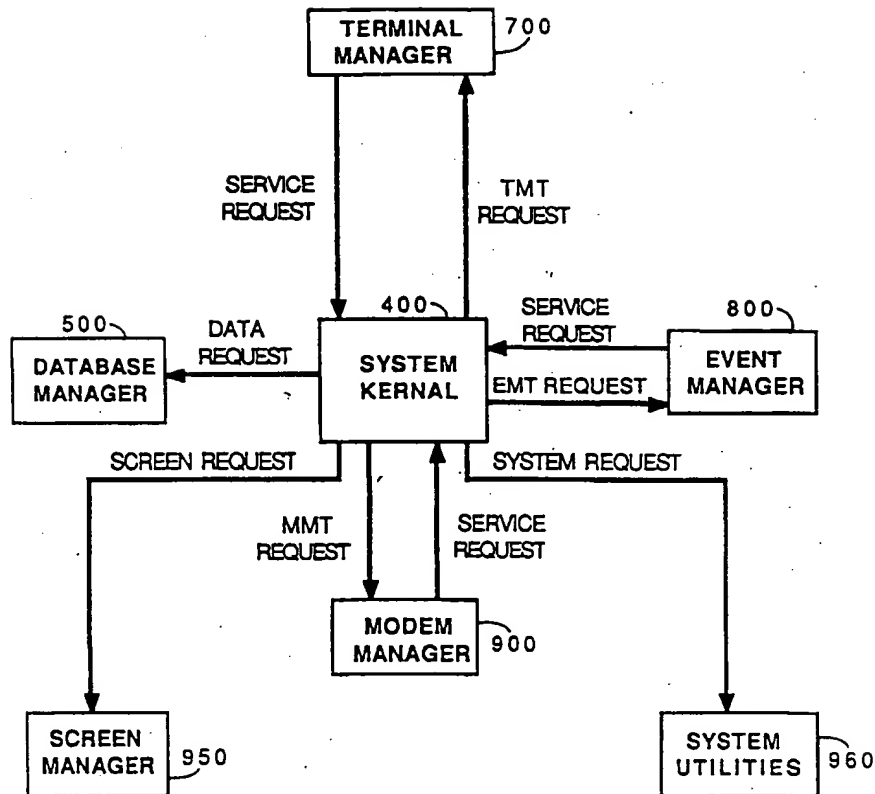 TERMINAL
MANAGER
700
SERVICE
REQUEST
TMT
REQUEST
400
500
DATA
REQUEST
SERVICE
REQUEST
800
DATABASE
MANAGER
SYSTEM
KERNAL
EVENT
MANAGER
EMT REQUEST
SCREEN REQUEST
SYSTEM REQUEST
MMT
REQUEST
SERVICE
REQUEST
MODEM
MANAGER
900
SCREEN
MANAGER
950
SYSTEM
UTILITIES
960